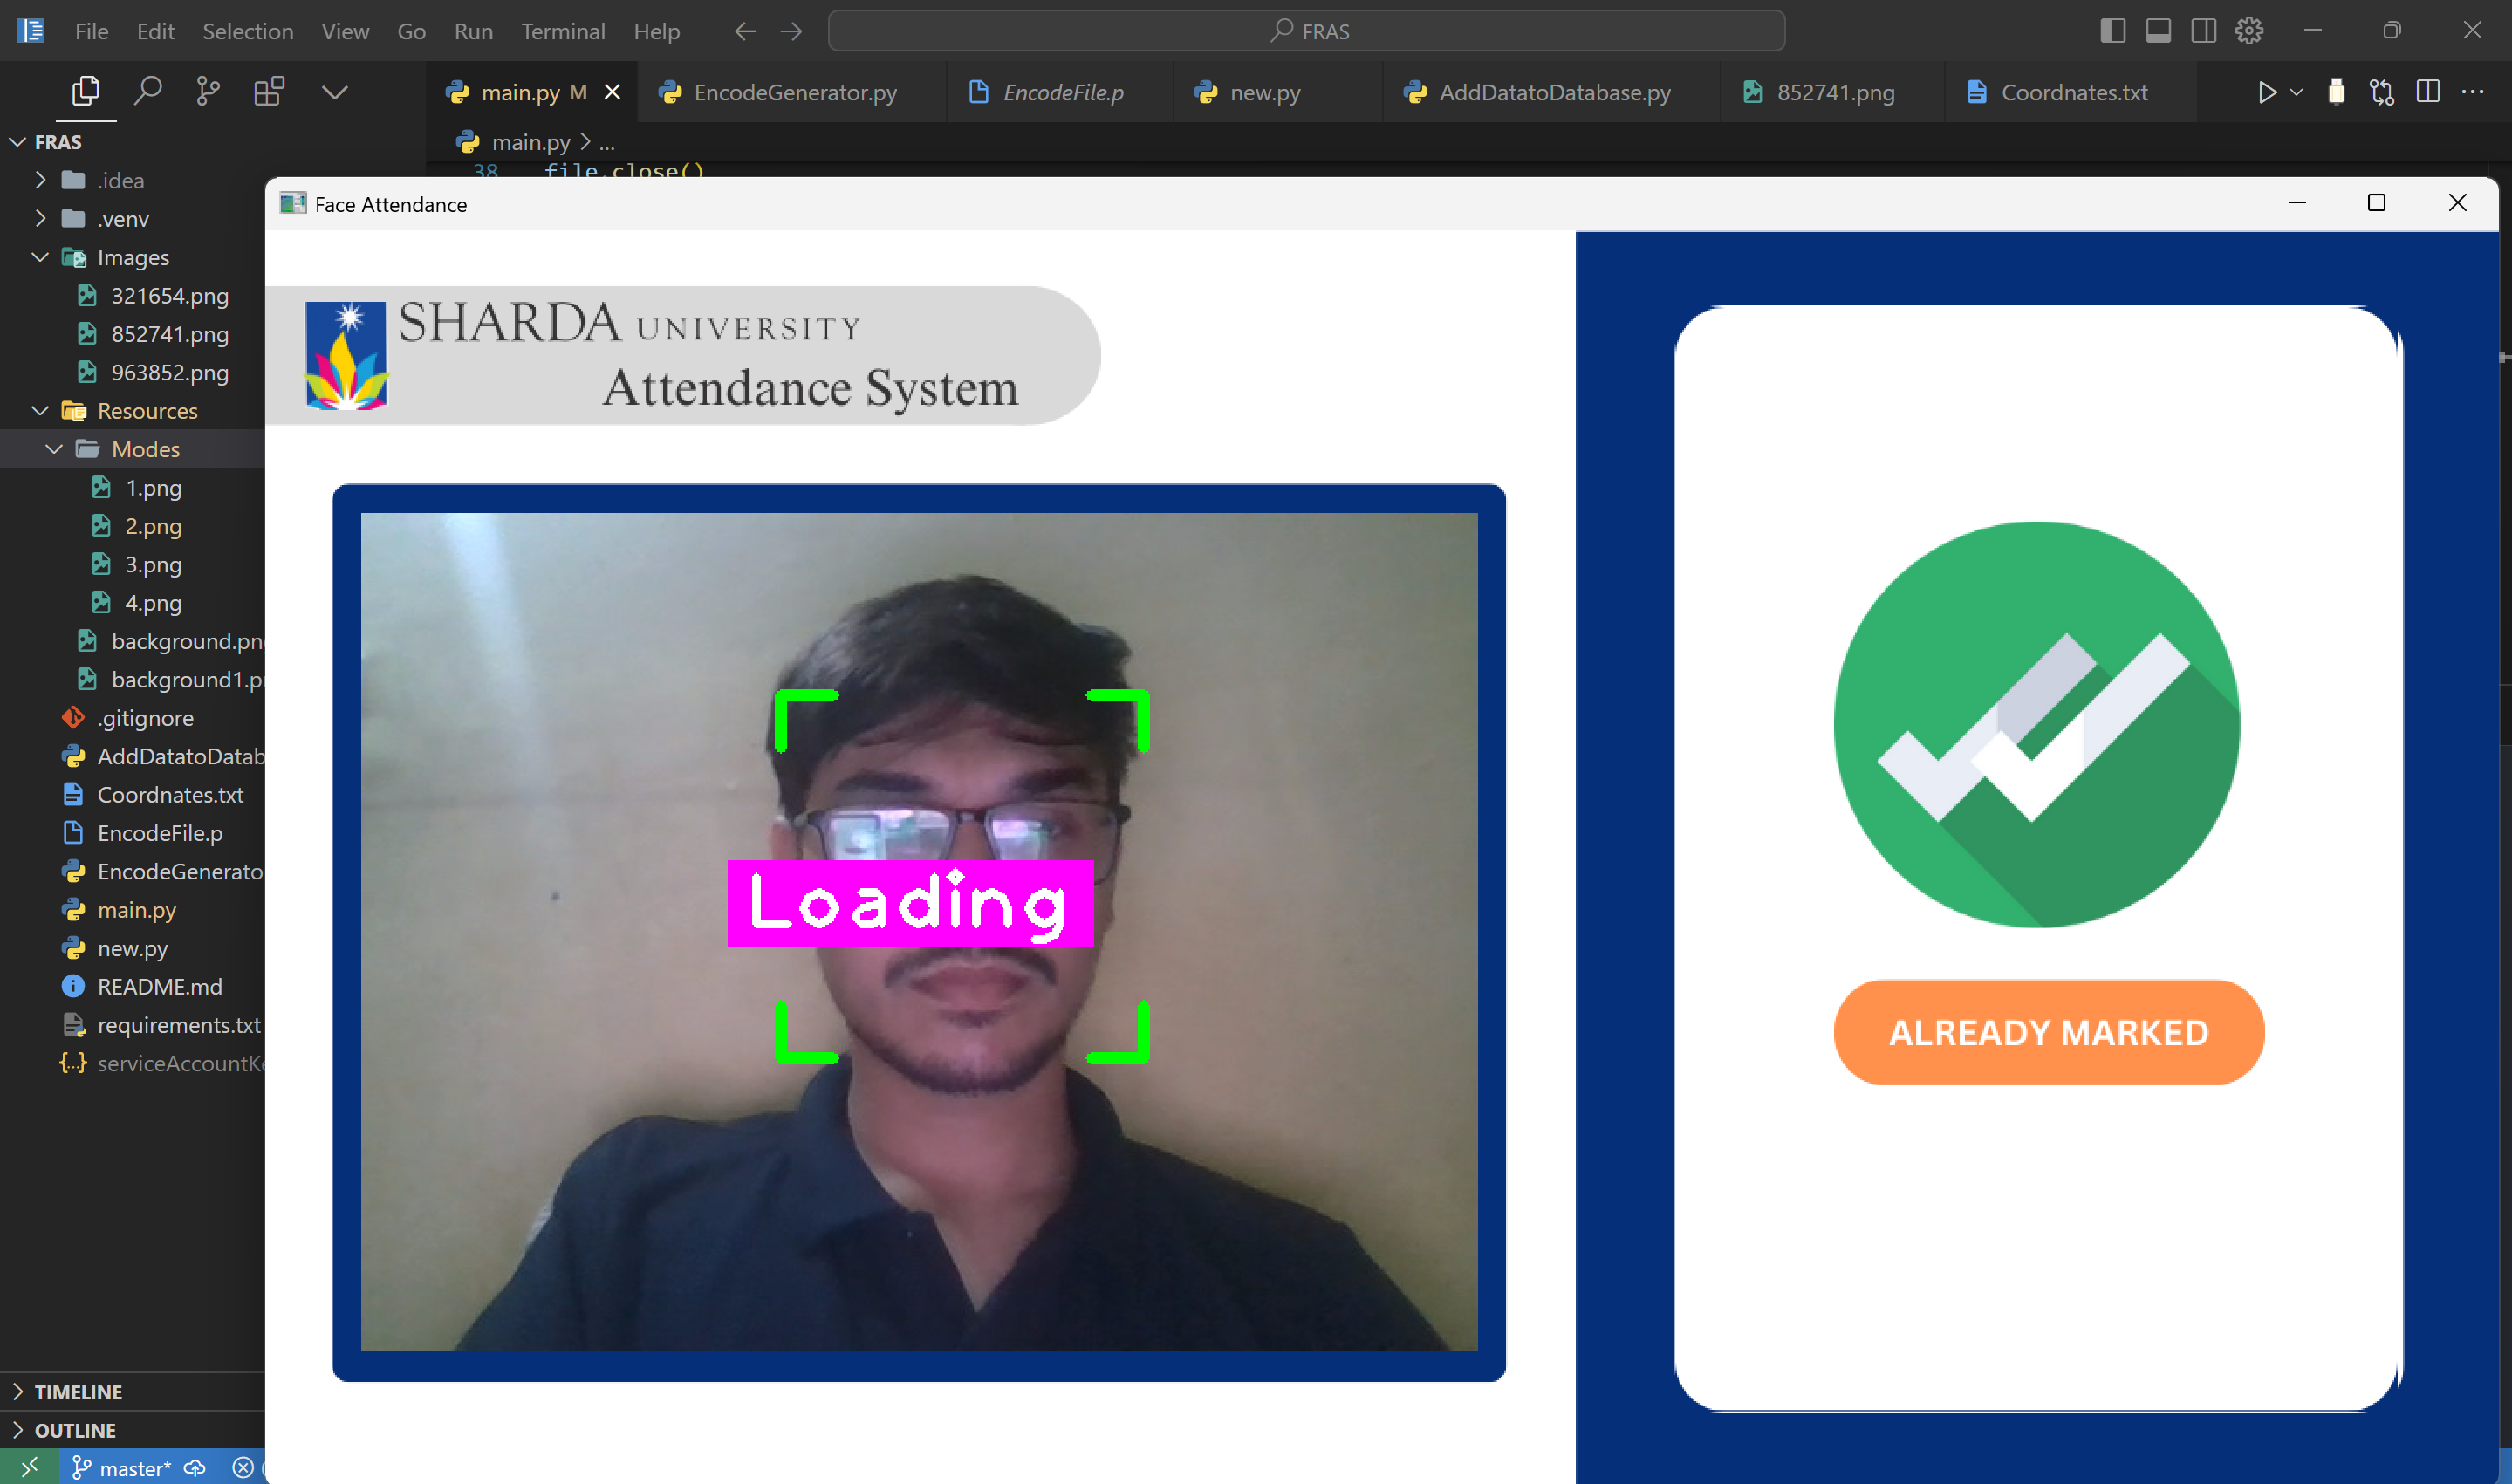 File Edit Selection View Go Run Terminal Help FRAS
main.py M EncodeGenerator.py EncodeFile.p new.py AddDatatoDatabase.py 852741.png Coordnates.txt
main.py > ...
38 file.close()
FRAS
.idea
.venv
Images
321654.png
852741.png
963852.png
Resources
Modes
1.png
2.png
3.png
4.png
background.pn
background1.p
.gitignore
AddDatatoDatab
Coordnates.txt
EncodeFile.p
EncodeGenerato
main.py
new.py
README.md
requirements.txt
{..} serviceAccountKe
TIMELINE
OUTLINE
master*
Face Attendance
SHARDA UNIVERSITY
Attendance System
Loading
ALREADY MARKED